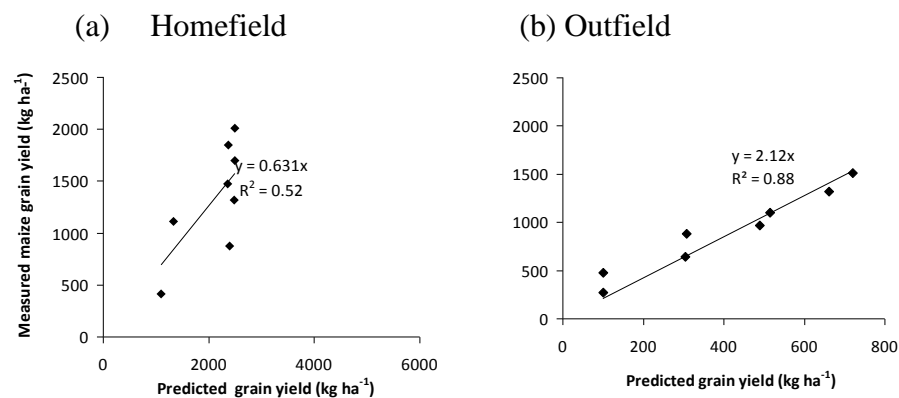 (a) Homefield
Measured maize grain yield (kg ha-1)
2500
2000
1500
1000
500
0
y = 0.631x
R2 = 0.52
0 2000 4000 6000
Predicted grain yield (kg ha-1)
(b) Outfield
2500
2000
1500
1000
500
0
y = 2.12x
R² = 0.88
0 200 400 600 800
Predicted grain yield (kg ha-1)